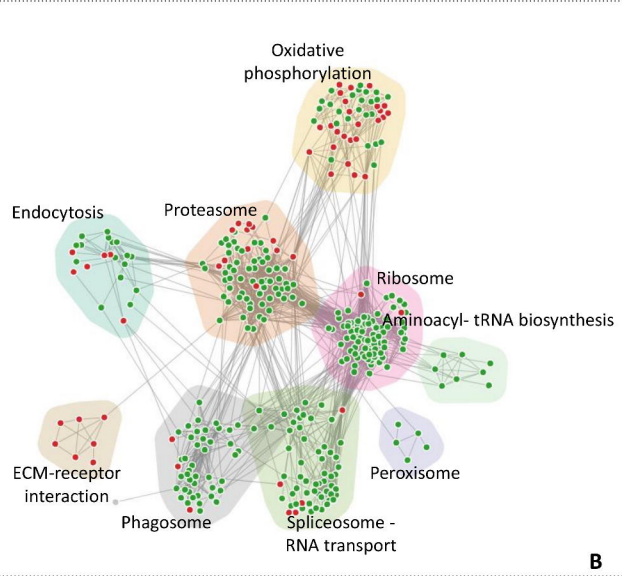 Oxidative
phosphorylation
Endocytosis
Proteasome
Ribosome
Aminoacyl- tRNA biosynthesis
ECM-receptor
interaction
Peroxisome
Phagosome
Spliceosome -
RNA transport
B